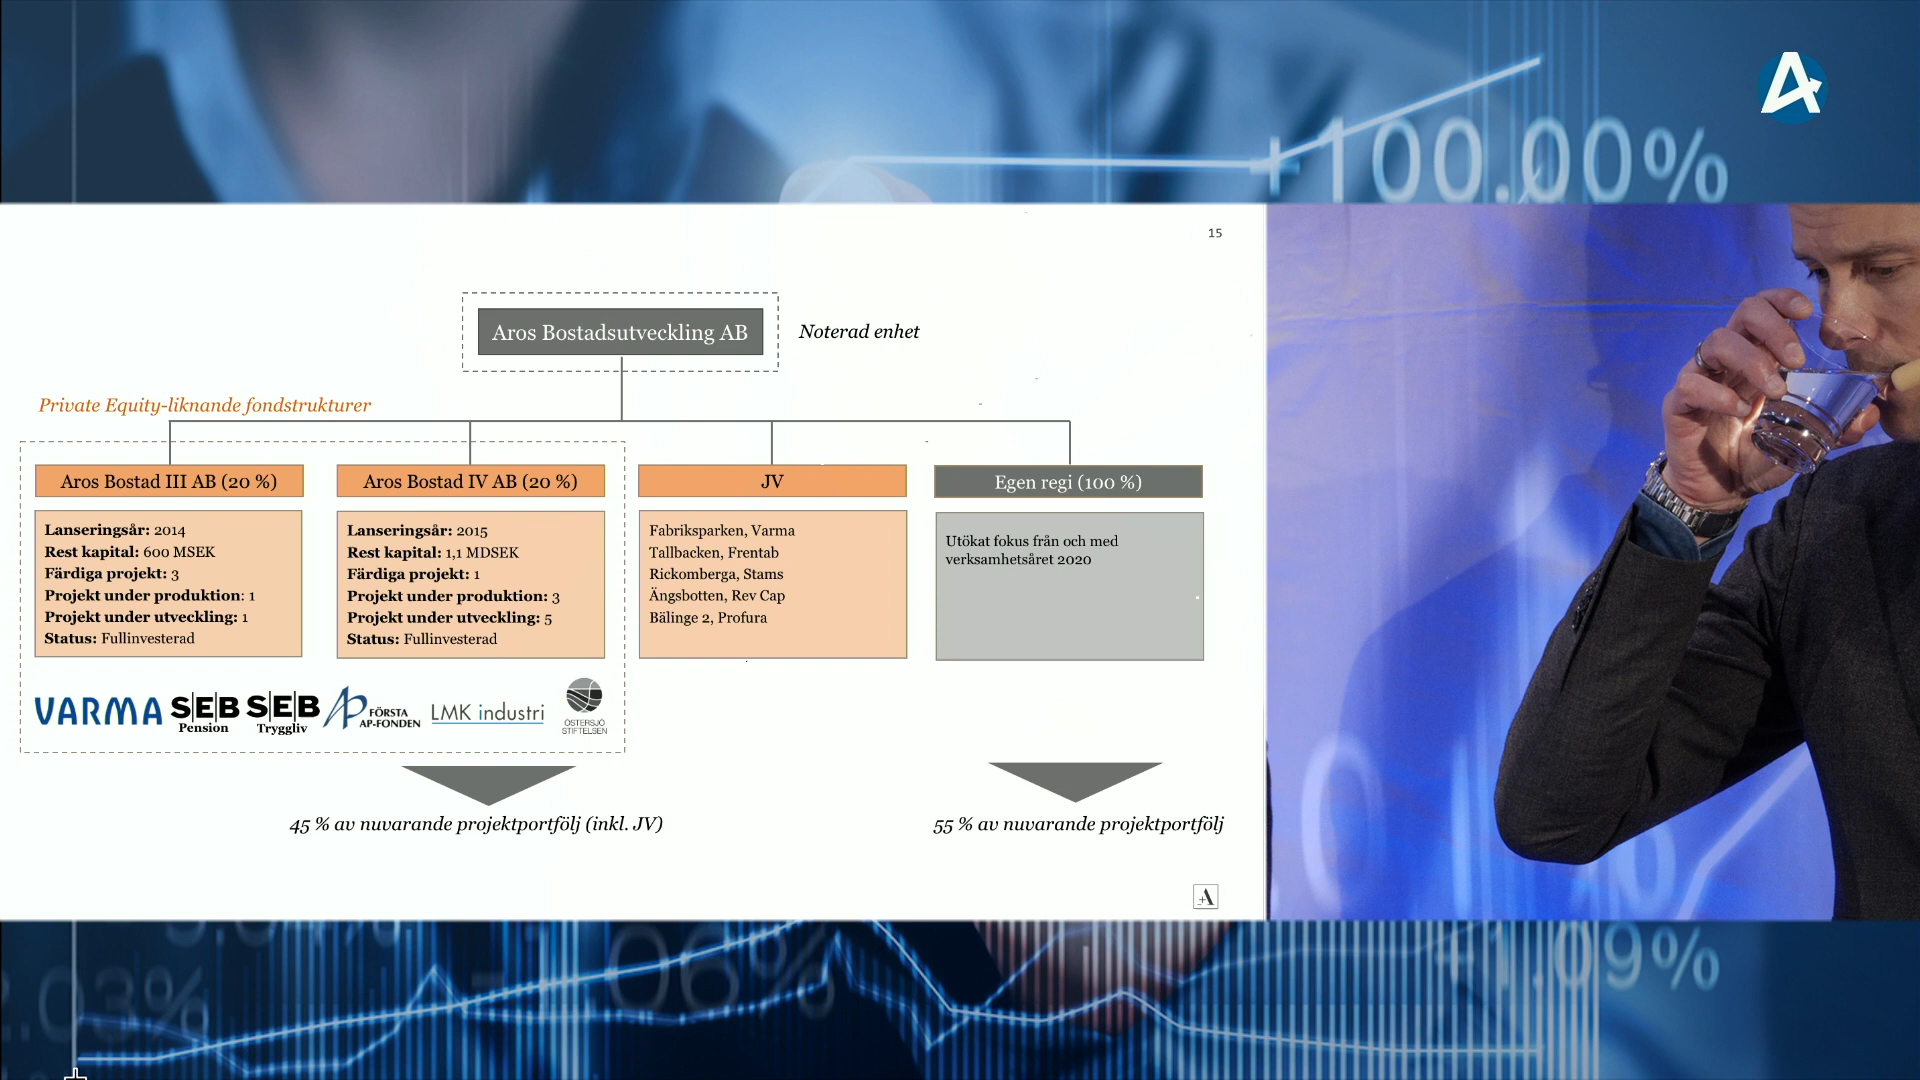 +100.00%
15
Aros Bostadsutveckling AB
Noterad enhet
Private Equity-liknande fondstrukturer
Aros Bostad III AB (20 %)
Lanseringsår: 2014
Rest kapital: 600 MSEK
Färdiga projekt: 3
Projekt under produktion: 1
Projekt under utveckling: 1
Status: Fullinvesterad
Aros Bostad IV AB (20 %)
Lanseringsår: 2015
Rest kapital: 1,1 MDSEK
Färdiga projekt: 1
Projekt under produktion: 3
Projekt under utveckling: 5
Status: Fullinvesterad
JV
Fabriksparken, Varma
Tallbacken, Frentab
Rickomberga, Stams
Ängsbotten, Rev Cap
Bälinge 2, Profura
Egen regi (100 %)
Utökat fokus från och med
verksamhetsåret 2020
VARMA
SEB
Pension
SEB
Tryggliv
AP FÖRSTA
AP-FONDEN
LMK industri
ÖSTERSJÖ
STIFTELSEN
45 % av nuvarande projektportfölj (inkl. JV)
55 % av nuvarande projektportfölj
+A